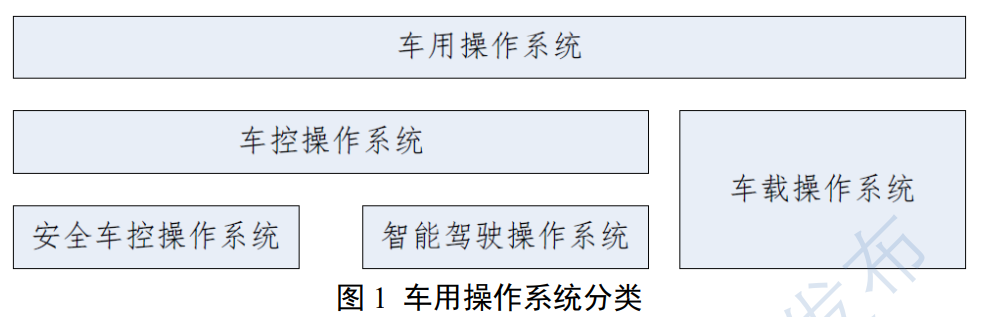 车用操作系统
车控操作系统
车载操作系统
安全车控操作系统
智能驾驶操作系统
图 1 车用操作系统分类
发布